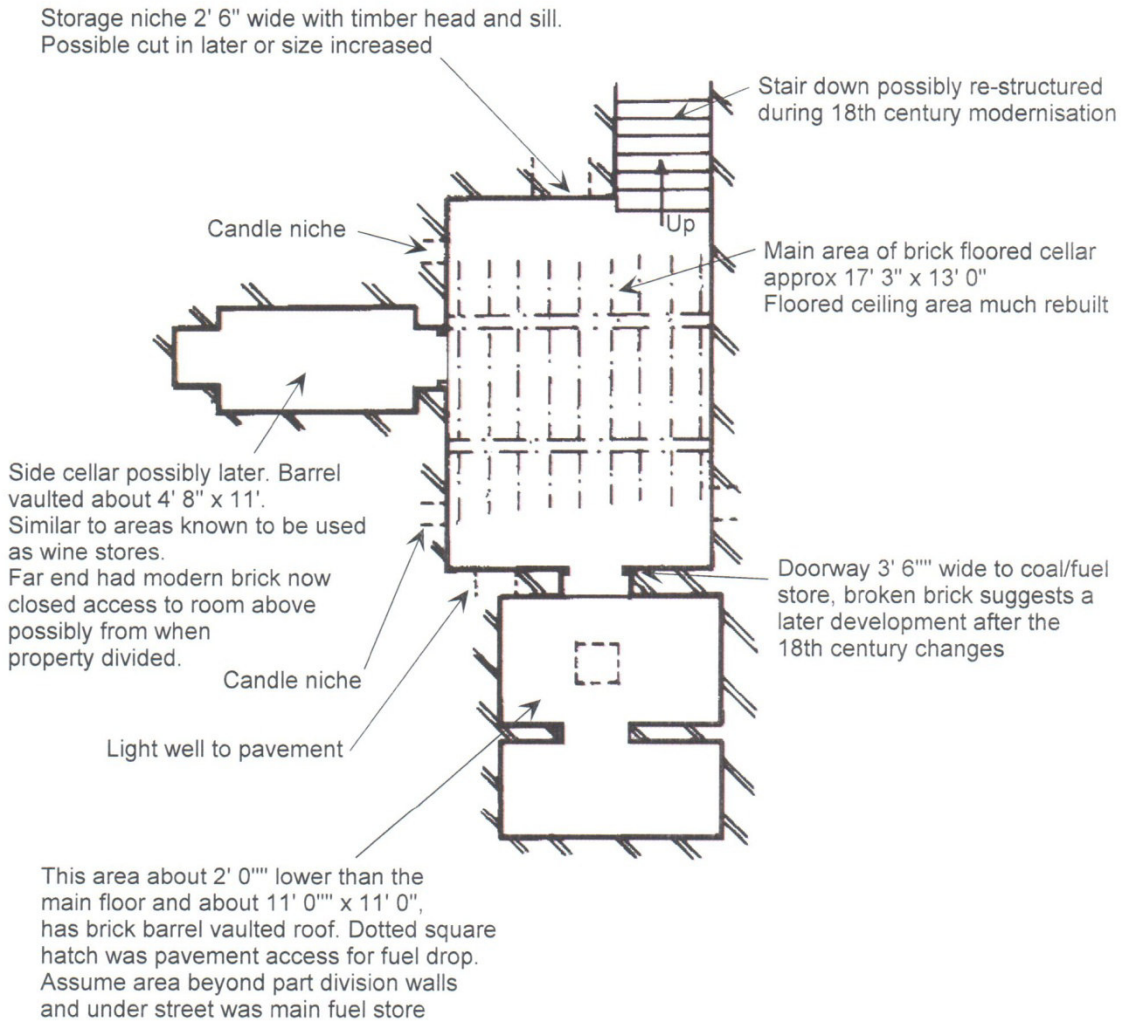 Storage niche 2' 6" wide with timber head and sill.
Possible cut in later or size increased
Stair down possibly re-structured
during 18th century modernisation
Up
Candle niche
Main area of brick floored cellar
approx 17' 3" x 13' 0"
Floored ceiling area much rebuilt
Side cellar possibly later. Barrel
vaulted about 4' 8" x 11'.
Similar to areas known to be used
as wine stores.
Far end had modern brick now
closed access to room above
possibly from when
property divided.
Candle niche
Light well to pavement
Doorway 3' 6"" wide to coal/fuel
store, broken brick suggests a
later development after the
18th century changes
This area about 2' 0"" lower than the
main floor and about 11' 0"" x 11' 0",
has brick barrel vaulted roof. Dotted square
hatch was pavement access for fuel drop.
Assume area beyond part division walls
and under street was main fuel store